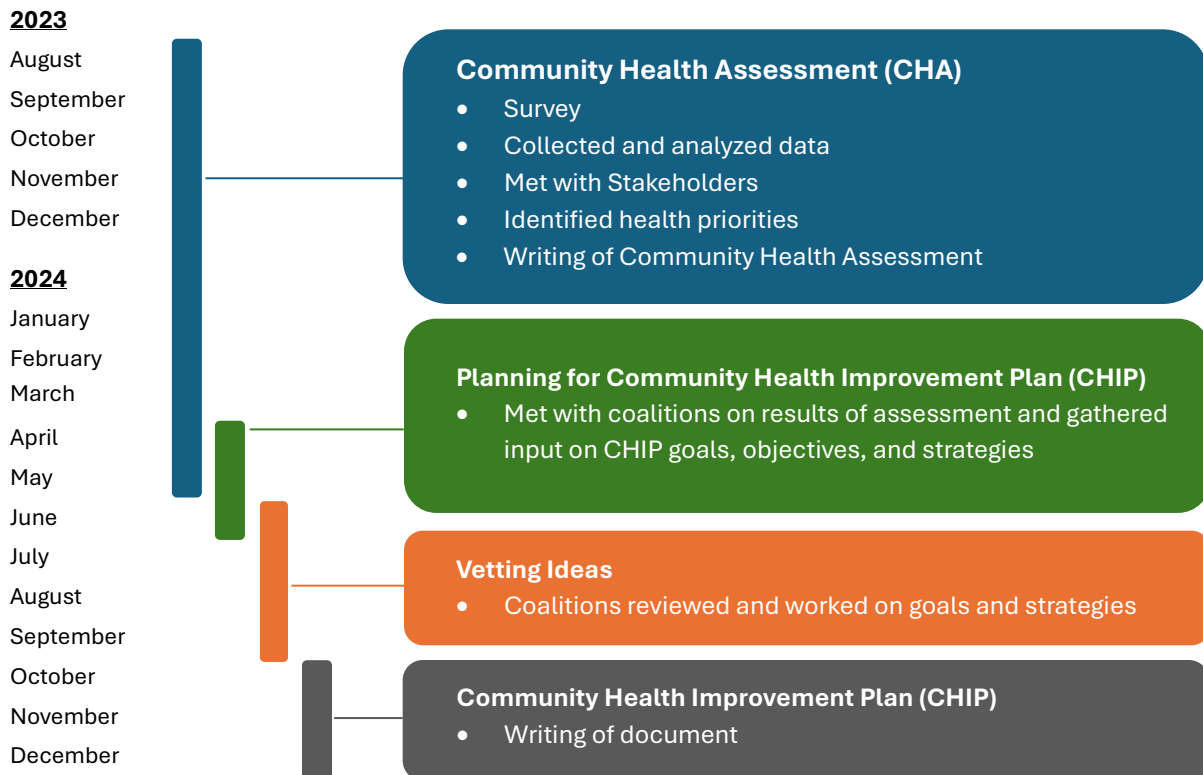 2023
August
September
October
November
December
2024
January
February
March
April
May
June
July
August
September
October
November
December
Community Health Assessment (CHA)
• Survey
• Collected and analyzed data
• Met with Stakeholders
• Identified health priorities
• Writing of Community Health Assessment
Planning for Community Health Improvement Plan (CHIP)
• Met with coalitions on results of assessment and gathered
input on CHIP goals, objectives, and strategies
Vetting Ideas
• Coalitions reviewed and worked on goals and strategies
Community Health Improvement Plan (CHIP)
• Writing of document